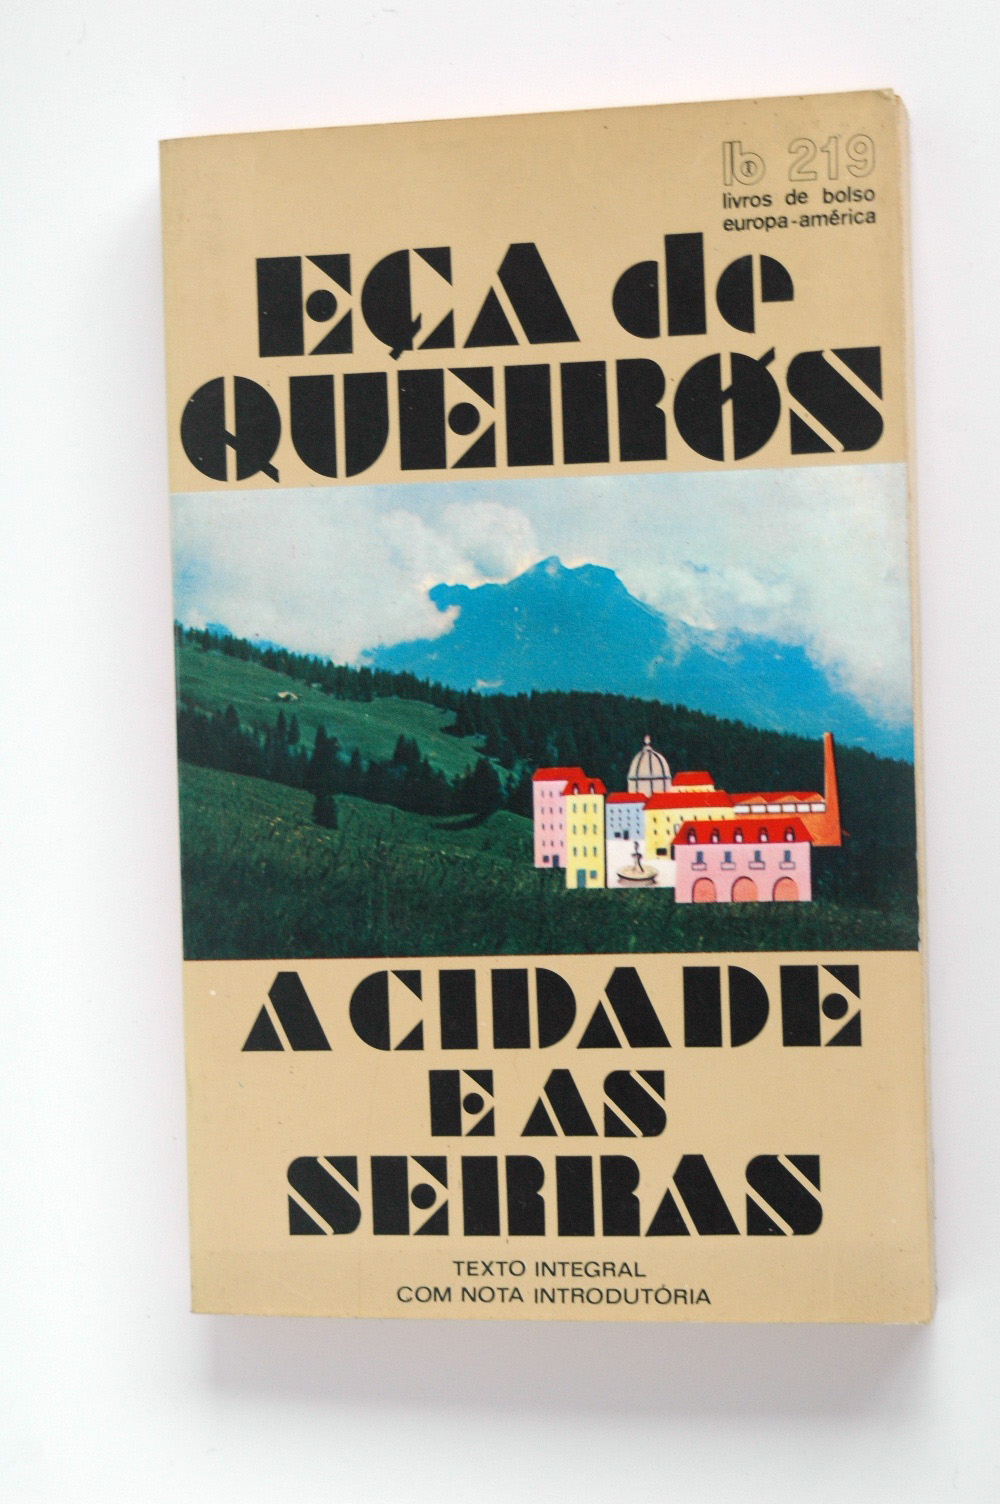 lb 219
livros de bolso
europa-américa
EÇA de
QUEIRÓS
A CIDADE
E AS
SERRAS
TEXTO INTEGRAL
COM NOTA INTRODUTÓRIA